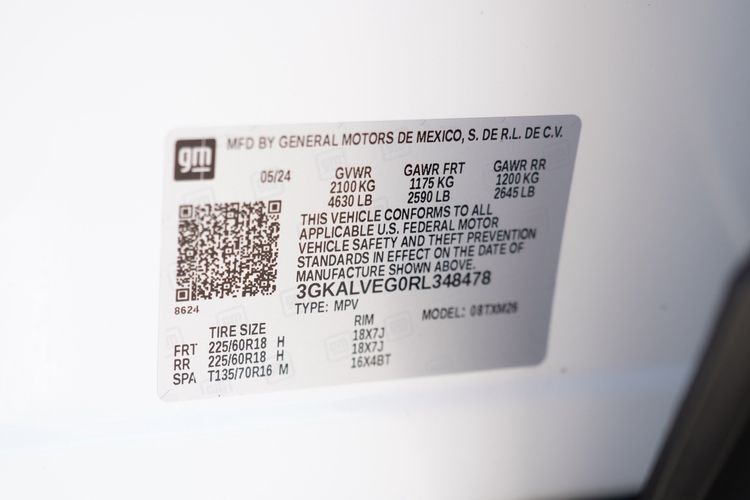 gm MFD BY GENERAL MOTORS DE MEXICO, S. DE R.L. DE C.V.
05/24 GVWR GAWR FRT GAWR RR
2100 KG 1175 KG 1200 KG
4630 LB 2590 LB 2645 LB
THIS VEHICLE CONFORMS TO ALL
APPLICABLE U.S. FEDERAL MOTOR
VEHICLE SAFETY AND THEFT PREVENTION
STANDARDS IN EFFECT ON THE DATE OF
MANUFACTURE SHOWN ABOVE.
3GKALVEG0RL348478
8624 TYPE: MPV MODEL: 08TXM26
TIRE SIZE RIM
FRT 225/60R18 H 18X7J
RR 225/60R18 H 18X7J
SPA T135/70R16 M 16X4BT